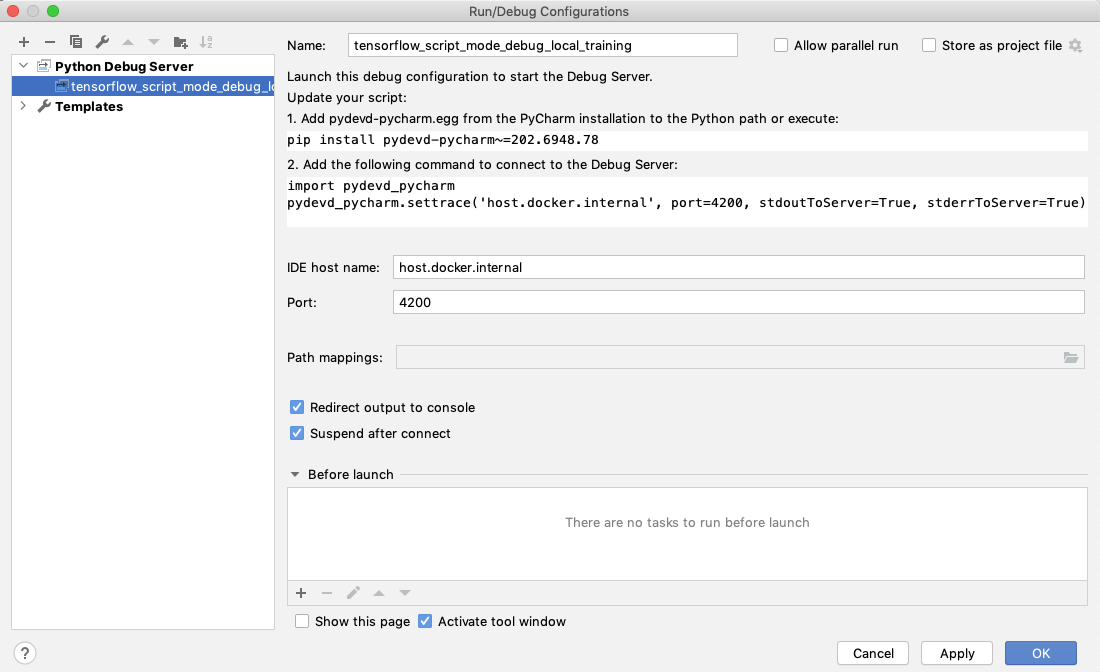 Run/Debug Configurations
Python Debug Server
tensorflow_script_mode_debug_lo
Templates
Name: tensorflow_script_mode_debug_local_training Allow parallel run Store as project file
Launch this debug configuration to start the Debug Server.
Update your script:
1. Add pydevd-pycharm.egg from the PyCharm installation to the Python path or execute:
pip install pydevd-pycharm~=202.6948.78
2. Add the following command to connect to the Debug Server:
import pydevd_pycharm
pydevd_pycharm.settrace('host.docker.internal', port=4200, stdoutToServer=True, stderrToServer=True)
IDE host name: host.docker.internal
Port: 4200
Path mappings:
Redirect output to console
Suspend after connect
Before launch
There are no tasks to run before launch
Show this page Activate tool window
? Cancel Apply OK